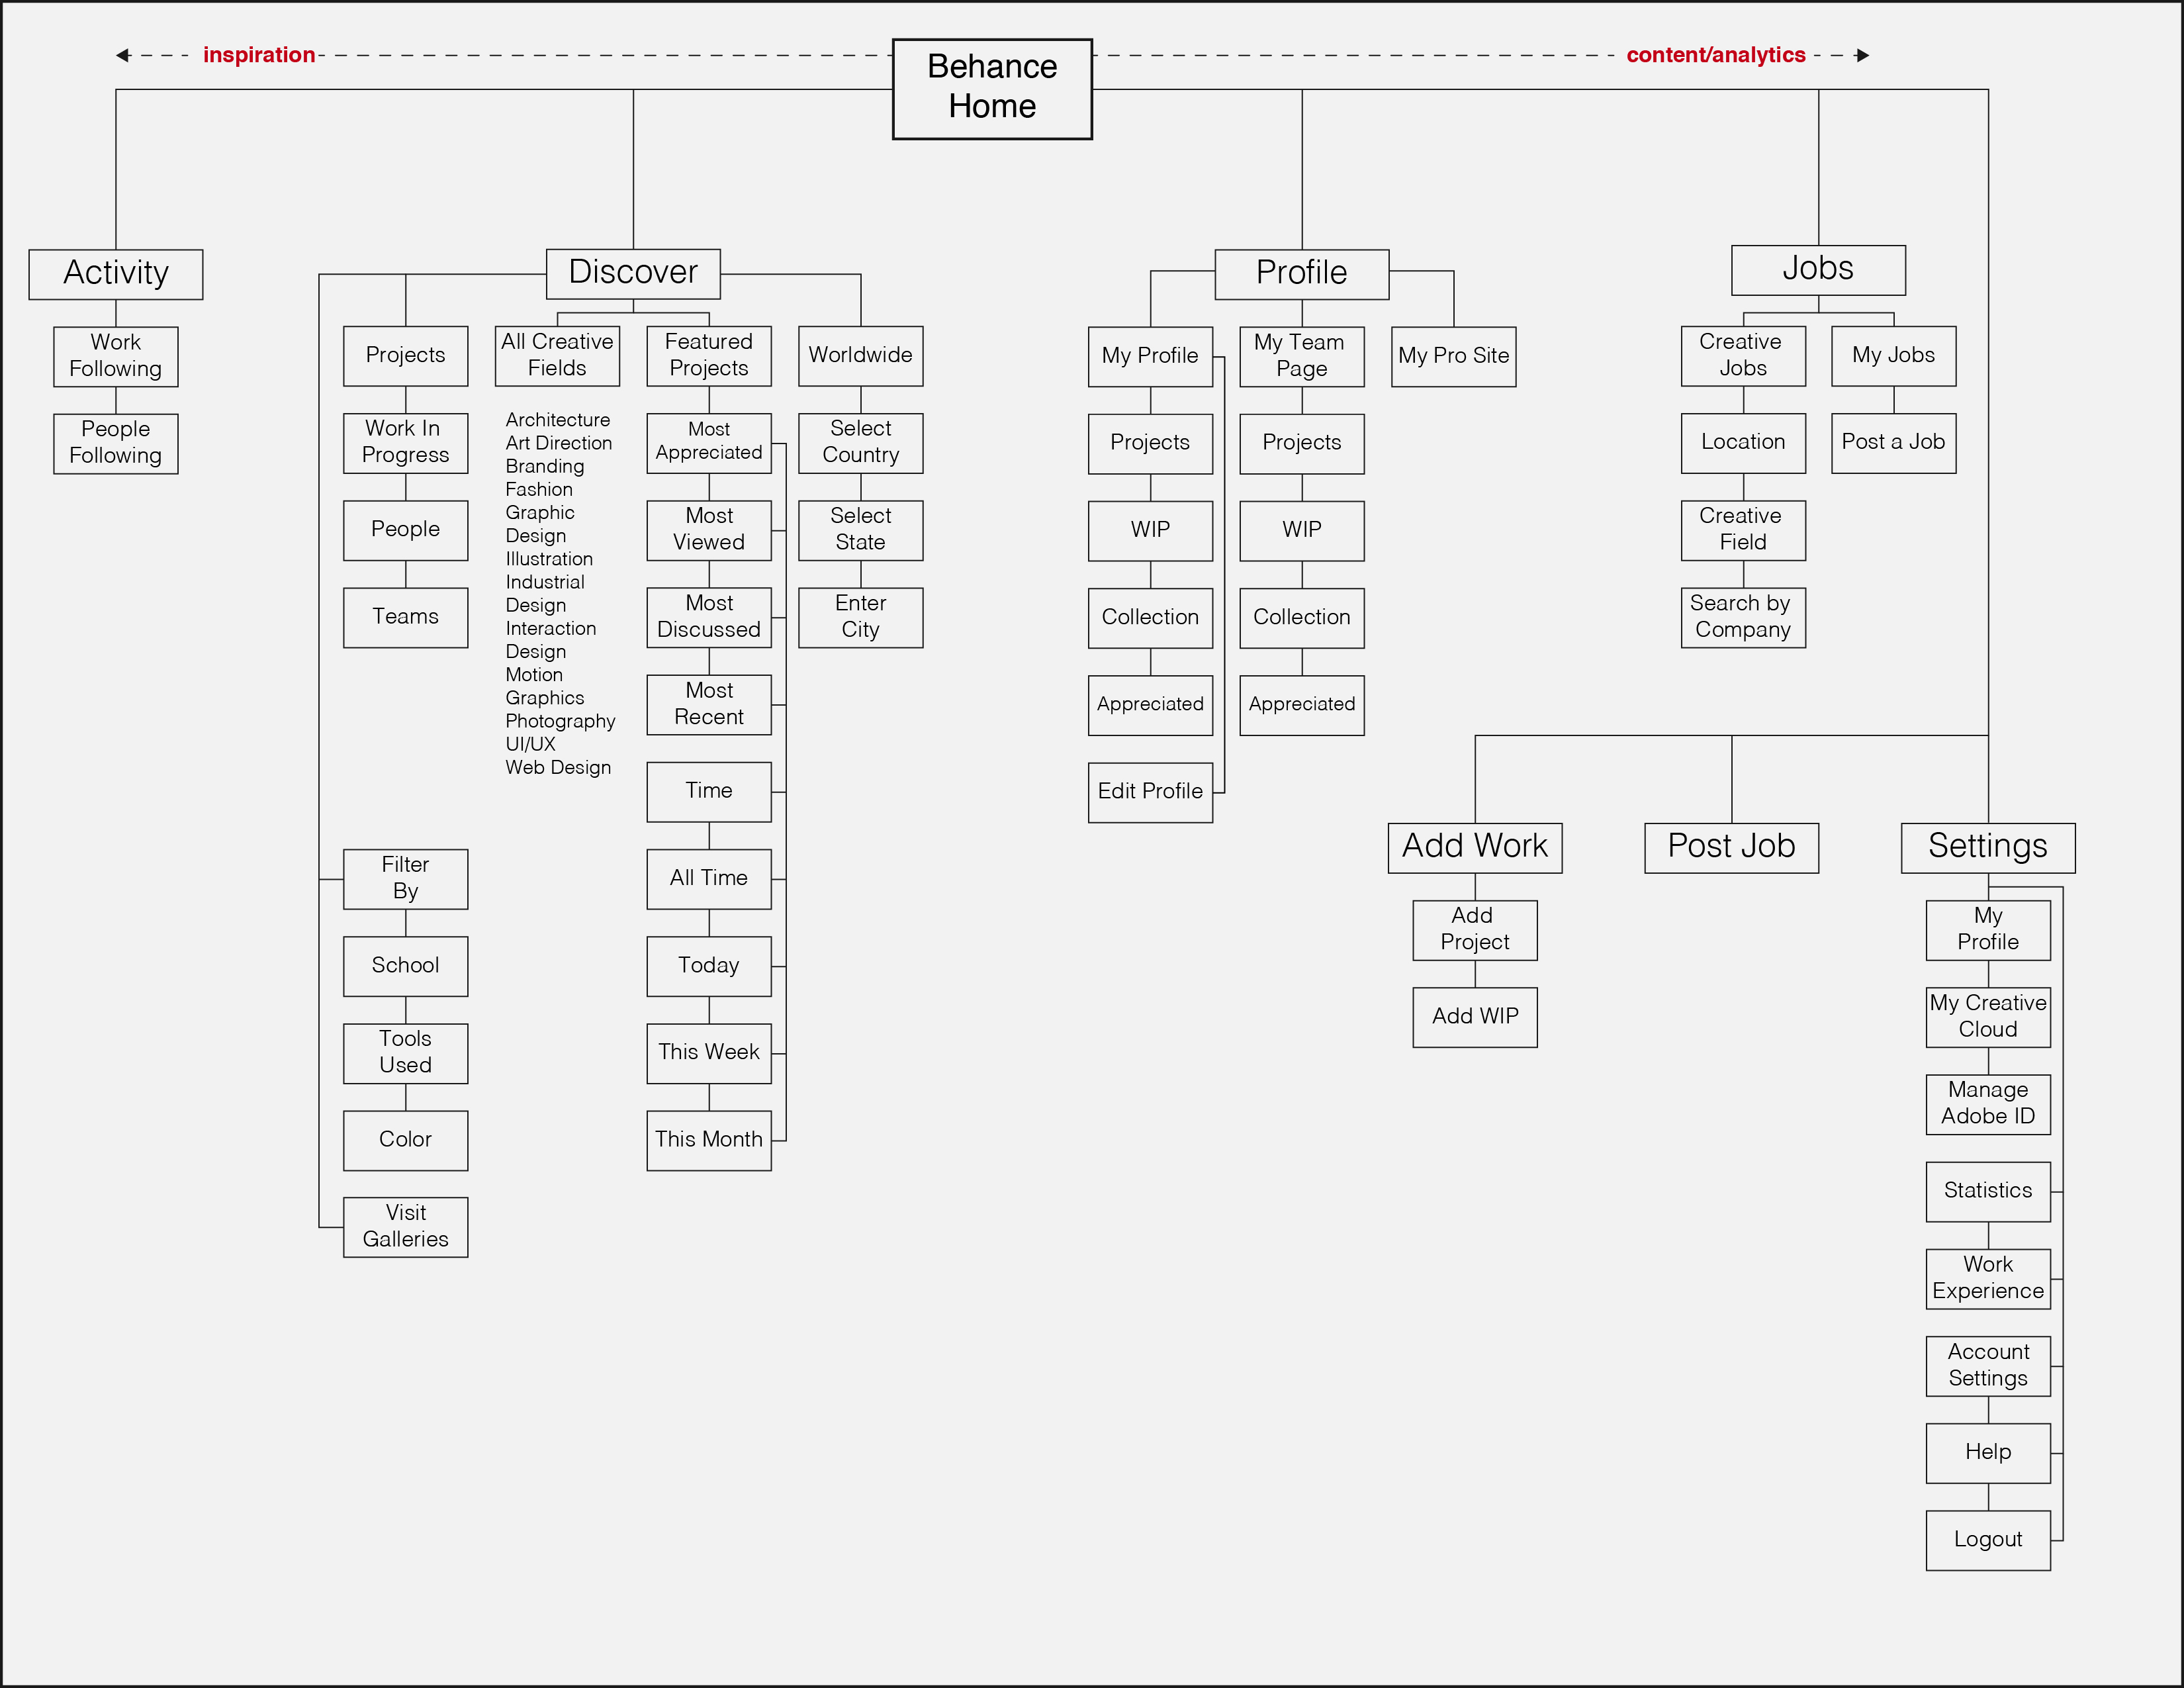 inspiration
Behance
Home
content/analytics
Activity
Work
Following
People
Following
Discover
Projects
Work In
Progress
People
Teams
Filter
By
School
Tools
Used
Color
Visit
Galleries
All Creative
Fields
Architecture
Art Direction
Branding
Fashion
Graphic
Design
Illustration
Industrial
Design
Interaction
Design
Motion
Graphics
Photography
UI/UX
Web Design
Featured
Projects
Most
Appreciated
Most
Viewed
Most
Discussed
Most
Recent
Time
All Time
Today
This Week
This Month
Worldwide
Select
Country
Select
State
Enter
City
Profile
My Profile
Projects
WIP
Collection
Appreciated
Edit Profile
My Team
Page
Projects
WIP
Collection
Appreciated
My Pro Site
Jobs
Creative
Jobs
Location
Creative
Field
Search by
Company
My Jobs
Post a Job
Add Work
Add
Project
Add WIP
Post Job
Settings
My
Profile
My Creative
Cloud
Manage
Adobe ID
Statistics
Work
Experience
Account
Settings
Help
Logout